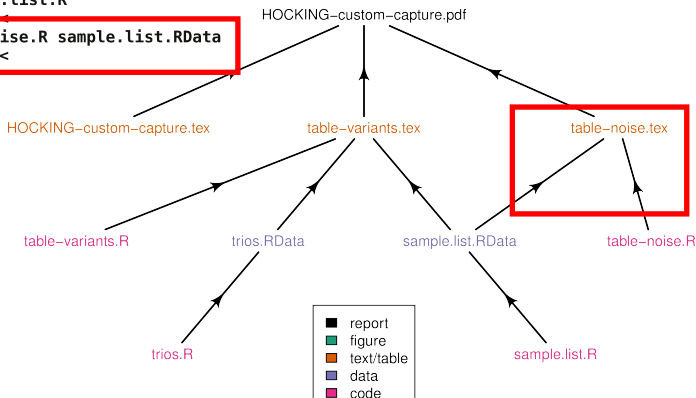 .list.R
<
ise.R sample.list.RData
<
HOCKING-custom-capture.pdf
HOCKING-custom-capture.tex
table-variants.tex
table-noise.tex
table-variants.R
trios.RData
sample.list.RData
table-noise.R
trios.R
sample.list.R
report
figure
text/table
data
code